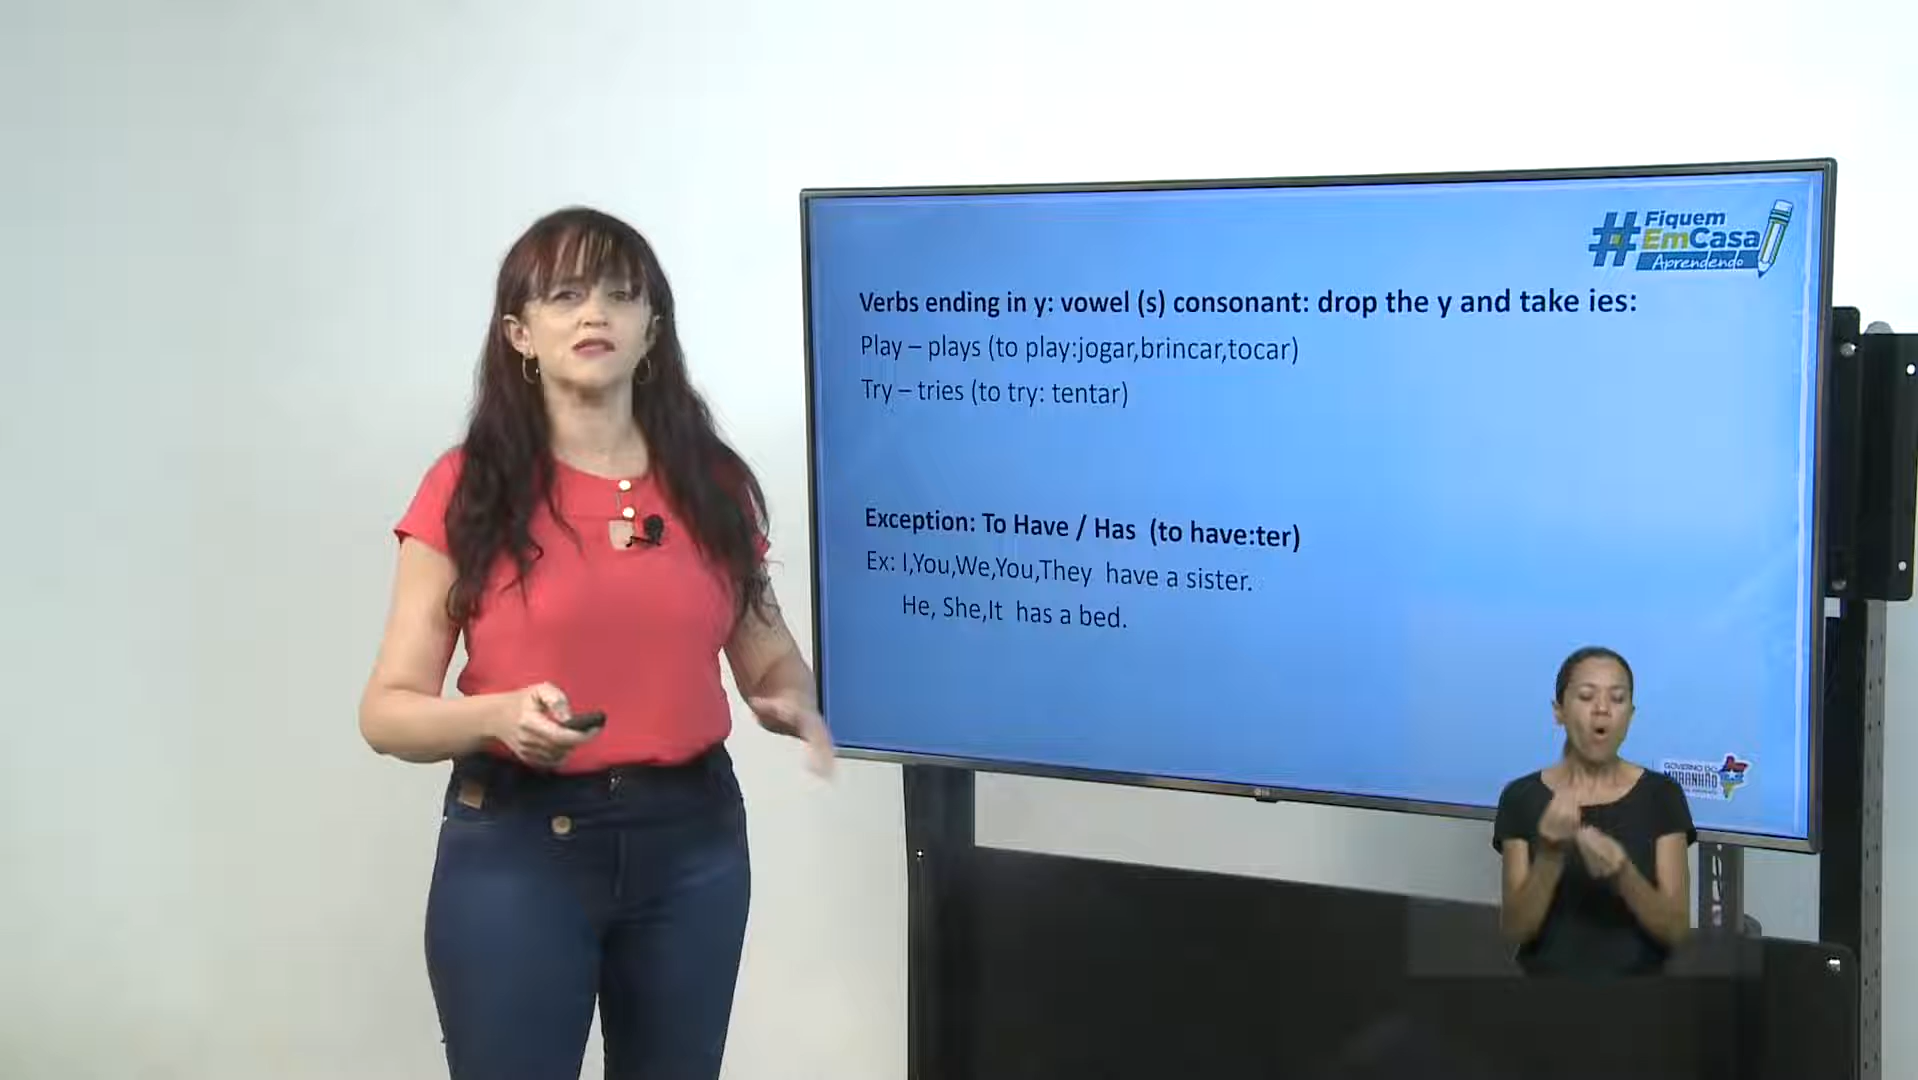 #Fiquem
EmCasa
Aprendendo
Verbs ending in y: vowel (s) consonant: drop the y and take ies:
Play – plays (to play:jogar,brincar,tocar)
Try – tries (to try: tentar)
Exception: To Have / Has (to have:ter)
Ex: I,You,We,You,They have a sister.
He, She,It has a bed.
GOVERNO DO
MARANHÃO
LG